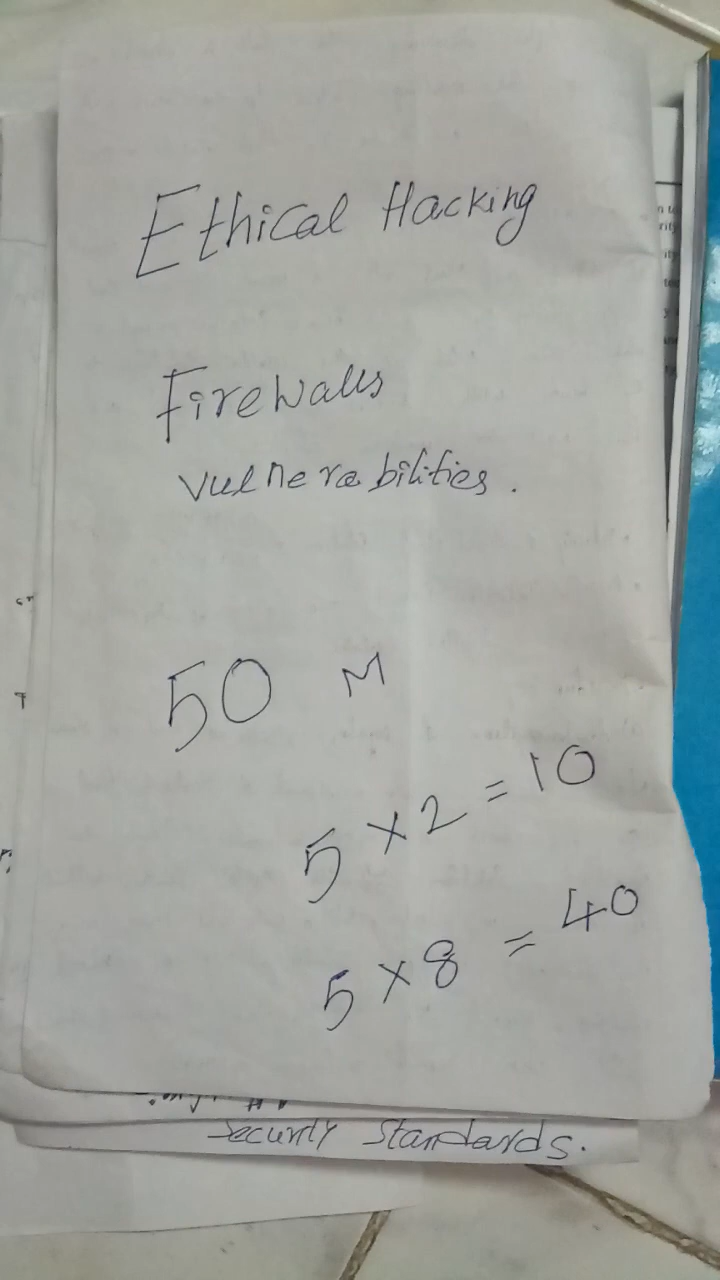 Ethical Hacking
Firewalls
vulnerabilities.
50 M
5 × 2 = 10
5 × 8 = 40
Security Standards.